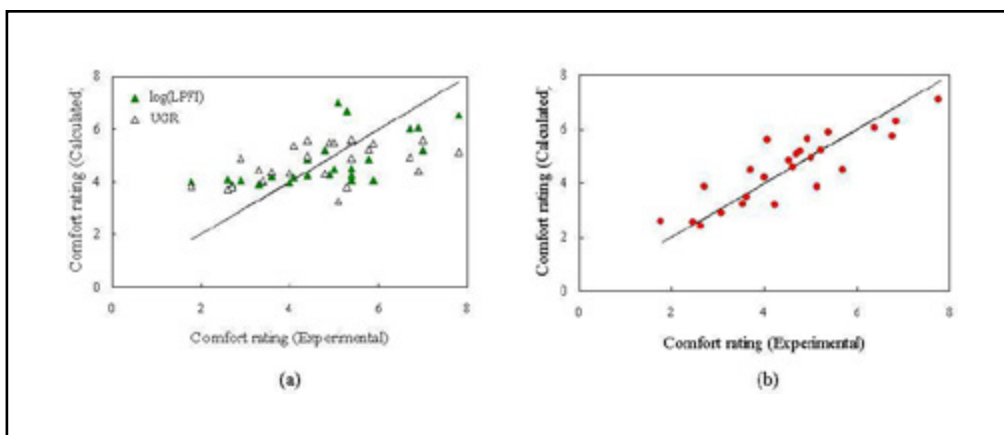 8
6
4
2
0
Comfort rating (Calculated)
log(LPFI)
UGR
0 2 4 6 8
Comfort rating (Experimental)
(a)
8
6
4
2
0
Comfort rating (Calculated)
0 2 4 6 8
Comfort rating (Experimental)
(b)